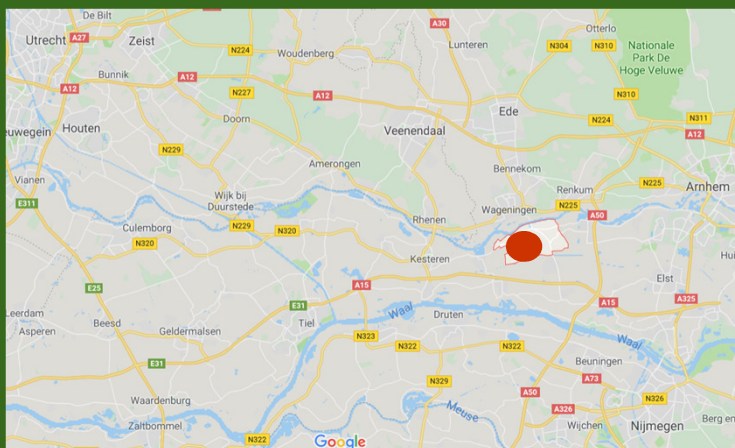 De Bilt
A30
Otterlo
Utrecht
A27
Zeist
Lunteren
N304
N310
Nationale
Park De
Hoge Veluwe
N224
Woudenberg
Bunnik
A12
A12
N227
A12
N310
Ede
Doorn
N224
N311
Veenendaal
A12
euwegein
Houten
N229
Amerongen
Bennekom
Vianen
Renkum
N225
Arnhem
E311
Wijk bij
Duurstede
Wageningen
N225
A50
Rhenen
Culemborg
N229
N320
N320
Kesteren
Hui
Elst
E25
A15
Leerdam
E31
A15
A325
Asperen
Beesd
Geldermalsen
Tiel
Waal
Druten
N323
N322
N322
Waal
E31
Beuningen
N329
A73
Waardenburg
A50
N326
Meuse
A326
Zaltbommel
N322
Google
Wijchen
Nijmegen
Berg en